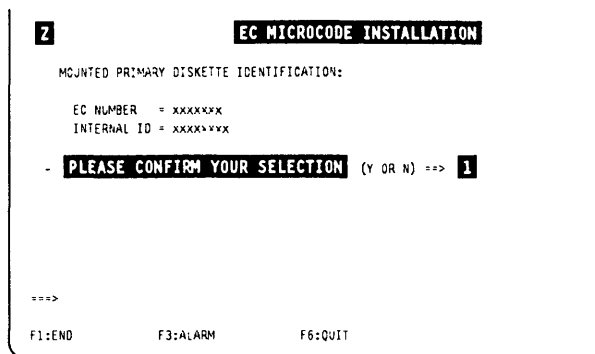 Z EC MICROCODE INSTALLATION
MOUNTED PRIMARY DISKETTE IDENTIFICATION:
EC NUMBER = xxxxxxx
INTERNAL ID = xxxxxxxx
- PLEASE CONFIRM YOUR SELECTION (Y OR N) ==> 1
===>
F1:END F3:ALARM F6:QUIT